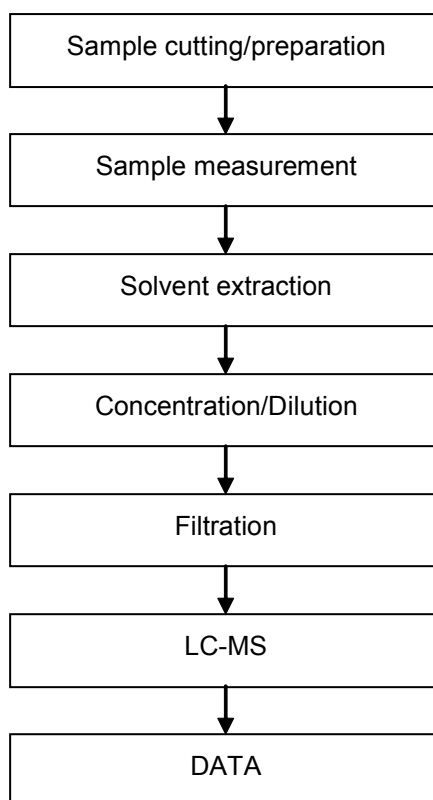 Sample cutting/preparation
Sample measurement
Solvent extraction
Concentration/Dilution
Filtration
LC-MS
DATA